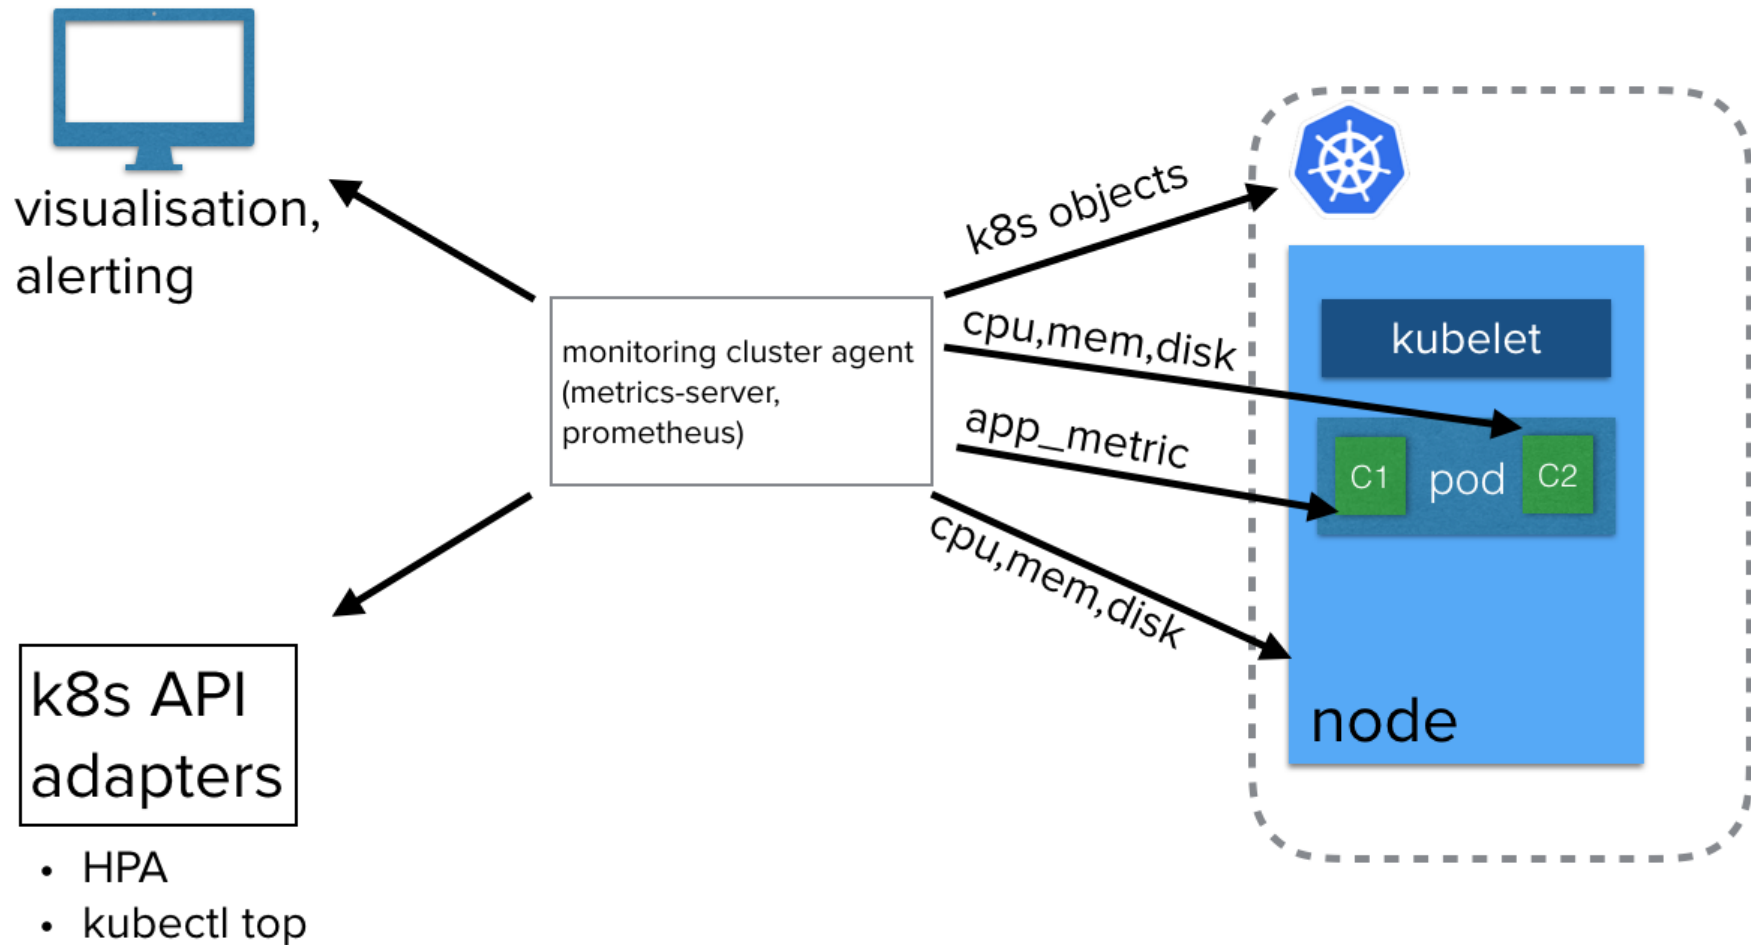 visualisation,
alerting
monitoring cluster agent
(metrics-server,
prometheus)
k8s objects
cpu,mem,disk
app_metric
cpu,mem,disk
kubelet
C1 pod C2
node
k8s API
adapters
• HPA
• kubectl top